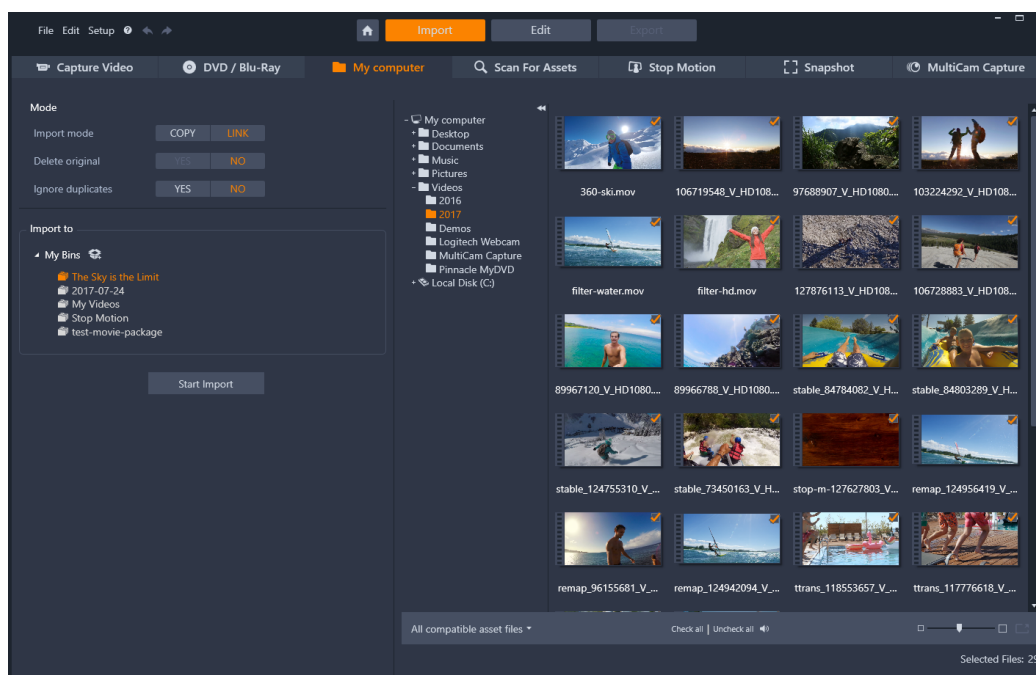 File Edit Setup
Import
Edit
Export
Capture Video
DVD / Blu-Ray
My computer
Scan For Assets
Stop Motion
Snapshot
MultiCam Capture
Mode
Import mode COPY LINK
Delete original YES NO
Ignore duplicates YES NO
Import to
My Bins
The Sky is the Limit
2017-07-24
My Videos
Stop Motion
test-movie-package
Start Import
My computer
Desktop
Documents
Music
Pictures
Videos
2016
2017
Demos
Logitech Webcam
MultiCam Capture
Pinnacle MyDVD
Local Disk (C:)
360-ski.mov 106719548_V_HD108... 97688907_V_HD1080.... 103224292_V_HD108...
filter-water.mov filter-hd.mov 127876113_V_HD108... 106728883_V_HD108...
89967120_V_HD1080.... 89966788_V_HD1080.... stable_84784082_V_H... stable_84803289_V_H...
stable_124755310_V_... stable_73450163_V_H... stop-m-127627803_V... remap_124956419_V_...
remap_96155681_V_... remap_124942094_V_... ttrans_118553657_V_... ttrans_117776618_V_...
All compatible asset files
Check all | Uncheck all
Selected Files: 29